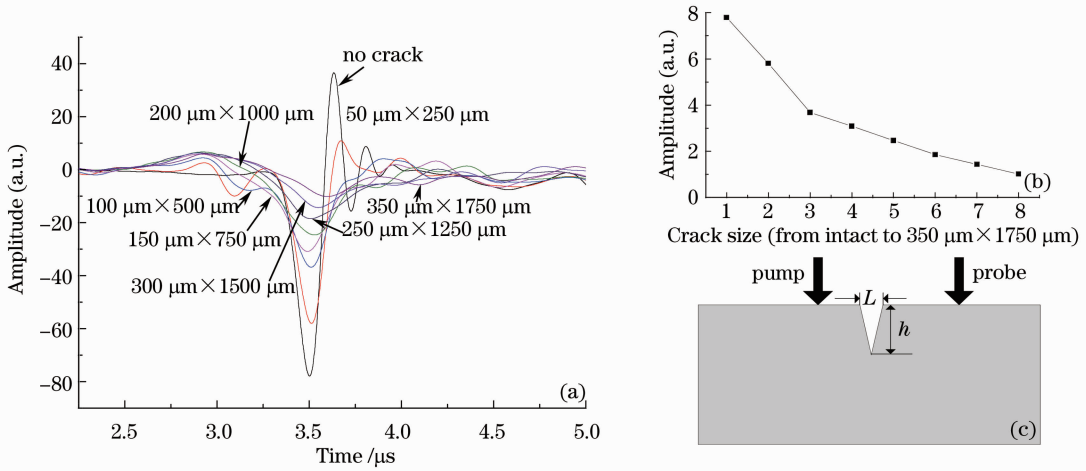 Amplitude (a.u.)
40
20
0
−20
−40
−60
−80
2.5
3.0
3.5
4.0
4.5
5.0
Time /μs
no crack
200 μm×1000 μm
50 μm×250 μm
100 μm×500 μm
350 μm×1750 μm
150 μm×750 μm
250 μm×1250 μm
300 μm×1500 μm
(a)
Amplitude (a.u.)
8
6
4
2
0
1 2 3 4 5 6 7 8
(b)
Crack size (from intact to 350 μm×1750 μm)
pump
probe
L
h
(c)